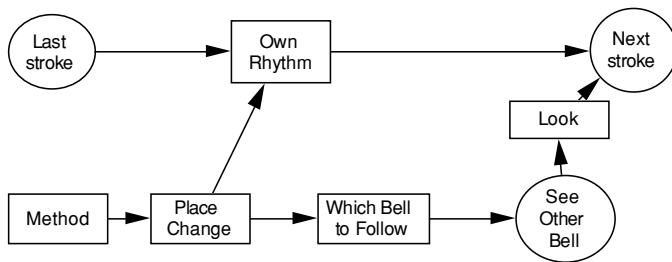 Last
stroke
Own
Rhythm
Next
stroke
Look
Method
Place
Change
Which Bell
to Follow
See
Other
Bell